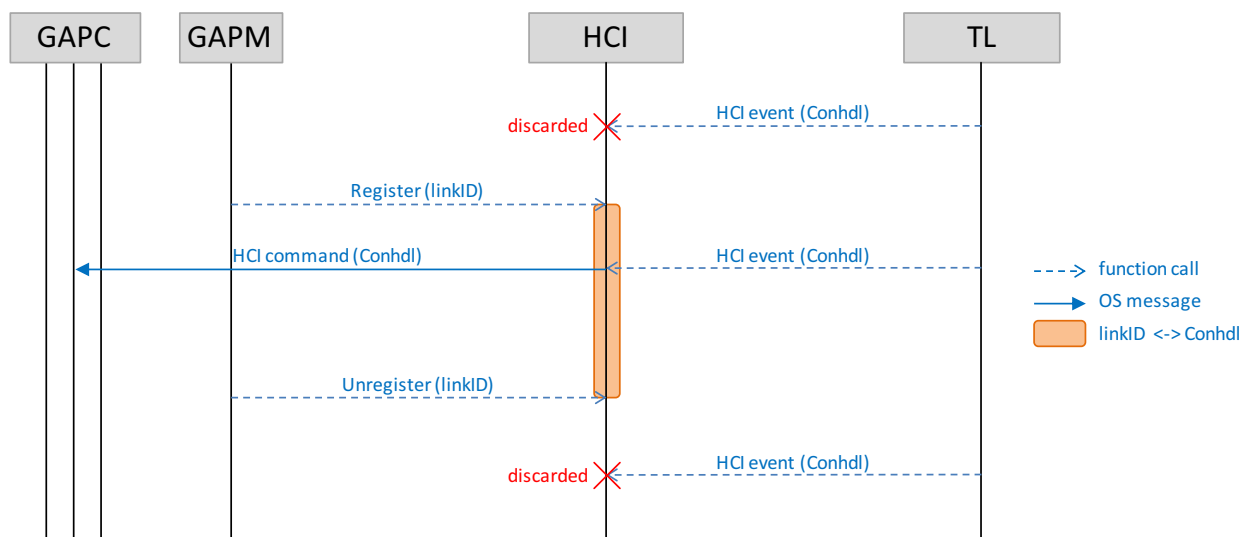 GAPC
GAPM
HCI
TL
HCI event (Conhdl)
discarded
Register (linkID)
HCI command (Conhdl)
HCI event (Conhdl)
function call
OS message
linkID <-> Conhdl
Unregister (linkID)
HCI event (Conhdl)
discarded